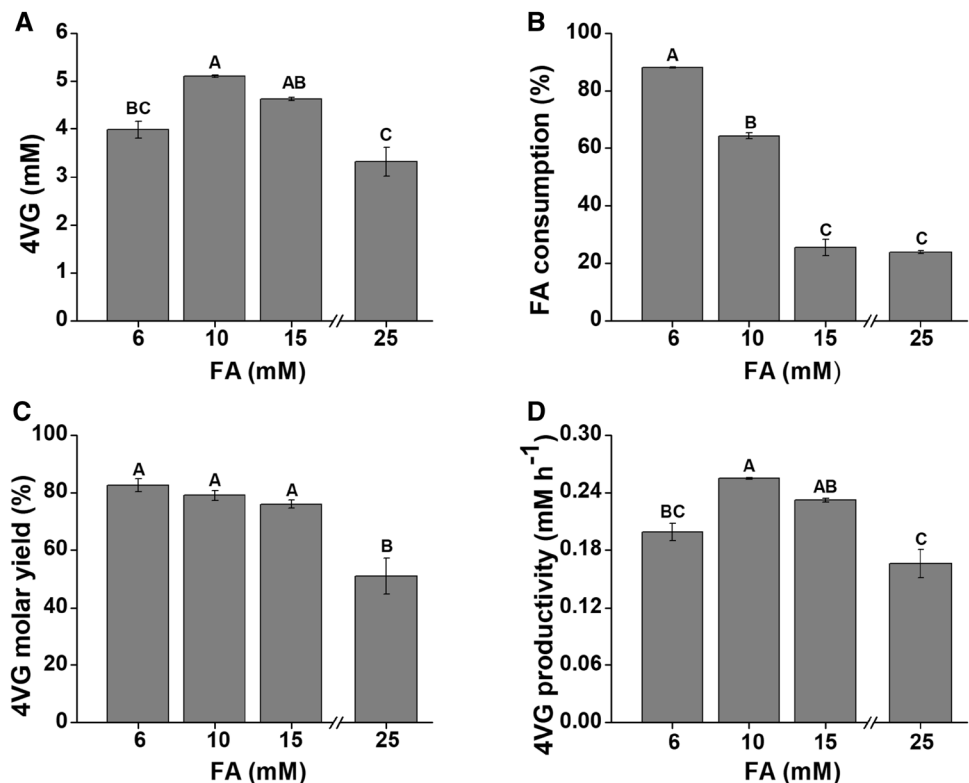 A
4VG (mM)
6
5
4
3
2
1
0
BC
A
AB
C
6 10 15 25
FA (mM)
B
FA consumption (%)
100
80
60
40
20
0
A
B
C
C
6 10 15 25
FA (mM)
C
4VG molar yield (%)
100
80
60
40
20
0
A
A
A
B
6 10 15 25
FA (mM)
D
4VG productivity (mM h⁻¹)
0.30
0.24
0.18
0.12
0.06
0.00
BC
A
AB
C
6 10 15 25
FA (mM)